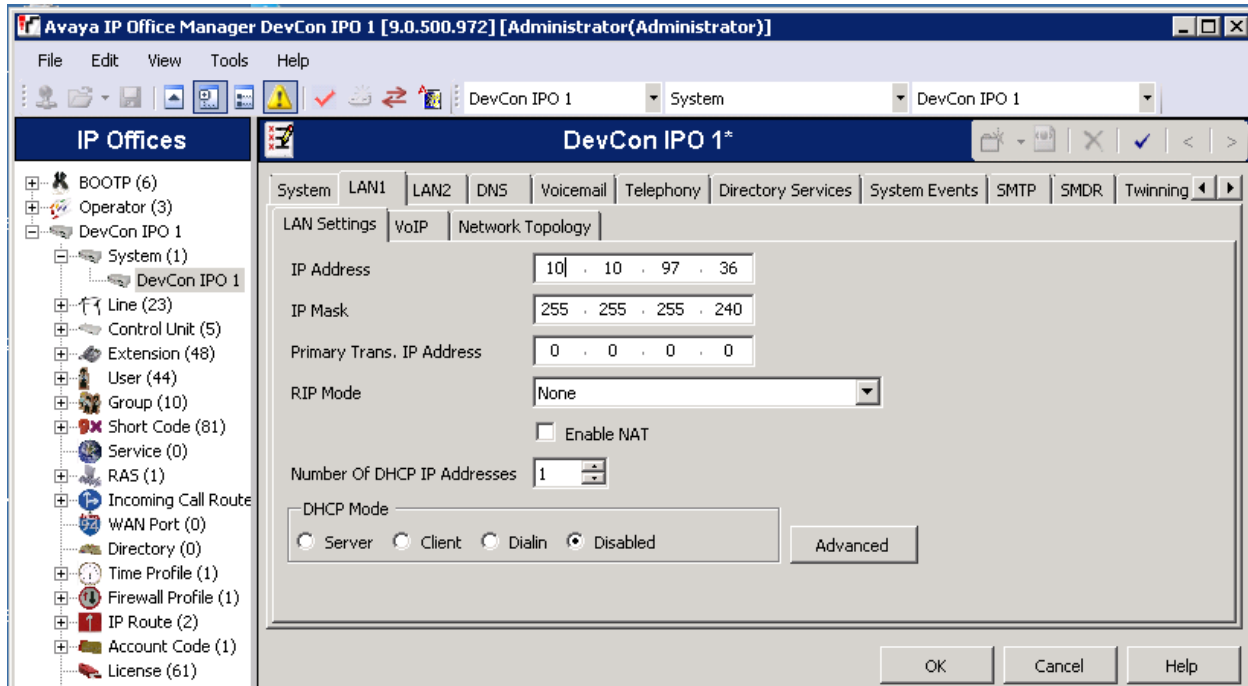 Avaya IP Office Manager DevCon IPO 1 [9.0.500.972] [Administrator(Administrator)]
File Edit View Tools Help
DevCon IPO 1 System DevCon IPO 1
IP Offices
BOOTP (6)
Operator (3)
DevCon IPO 1
System (1)
DevCon IPO 1
Line (23)
Control Unit (5)
Extension (48)
User (44)
Group (10)
Short Code (81)
Service (0)
RAS (1)
Incoming Call Route
WAN Port (0)
Directory (0)
Time Profile (1)
Firewall Profile (1)
IP Route (2)
Account Code (1)
License (61)
DevCon IPO 1*
System LAN1 LAN2 DNS Voicemail Telephony Directory Services System Events SMTP SMDR Twinning
LAN Settings VoIP Network Topology
IP Address 10 . 10 . 97 . 36
IP Mask 255 . 255 . 255 . 240
Primary Trans. IP Address 0 . 0 . 0 . 0
RIP Mode None
Enable NAT
Number Of DHCP IP Addresses 1
DHCP Mode
Server Client Dialin Disabled Advanced
OK Cancel Help